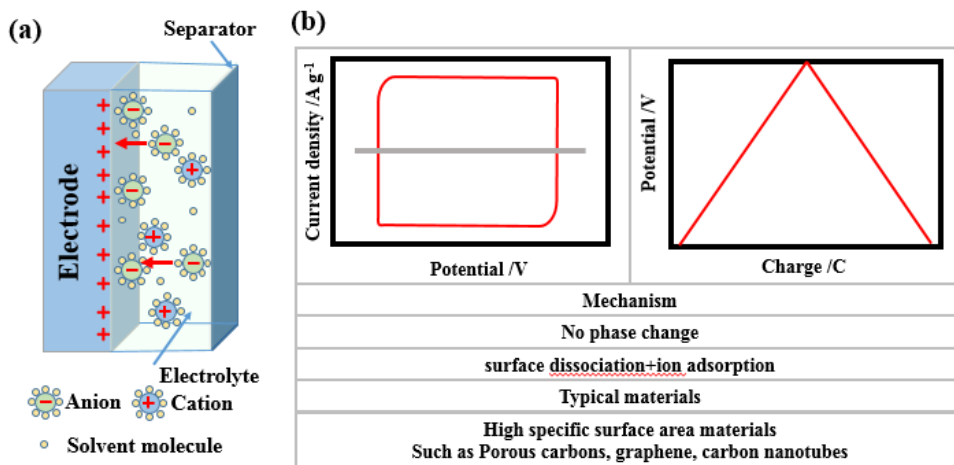 (a)
Separator
Electrode
Electrolyte
Anion
Cation
Solvent molecule
(b)
Current density /A g-1
Potential /V
Potential /V
Charge /C
Mechanism
No phase change
surface dissociation+ion adsorption
Typical materials
High specific surface area materials
Such as Porous carbons, graphene, carbon nanotubes